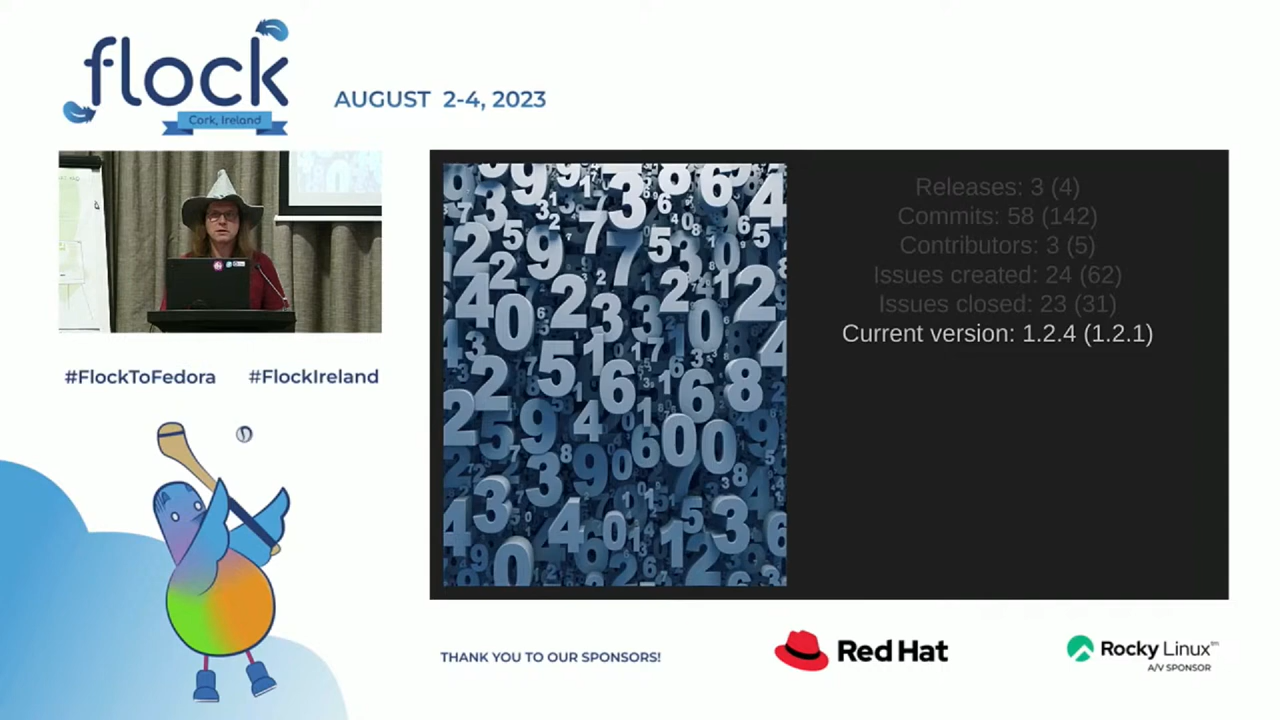 flock
Cork, Ireland
AUGUST 2-4, 2023
#FlockToFedora #FlockIreland
Releases: 3 (4)
Commits: 58 (142)
Contributors: 3 (5)
Issues created: 24 (62)
Issues closed: 23 (31)
Current version: 1.2.4 (1.2.1)
THANK YOU TO OUR SPONSORS!
Red Hat
Rocky Linux™
A/V SPONSOR